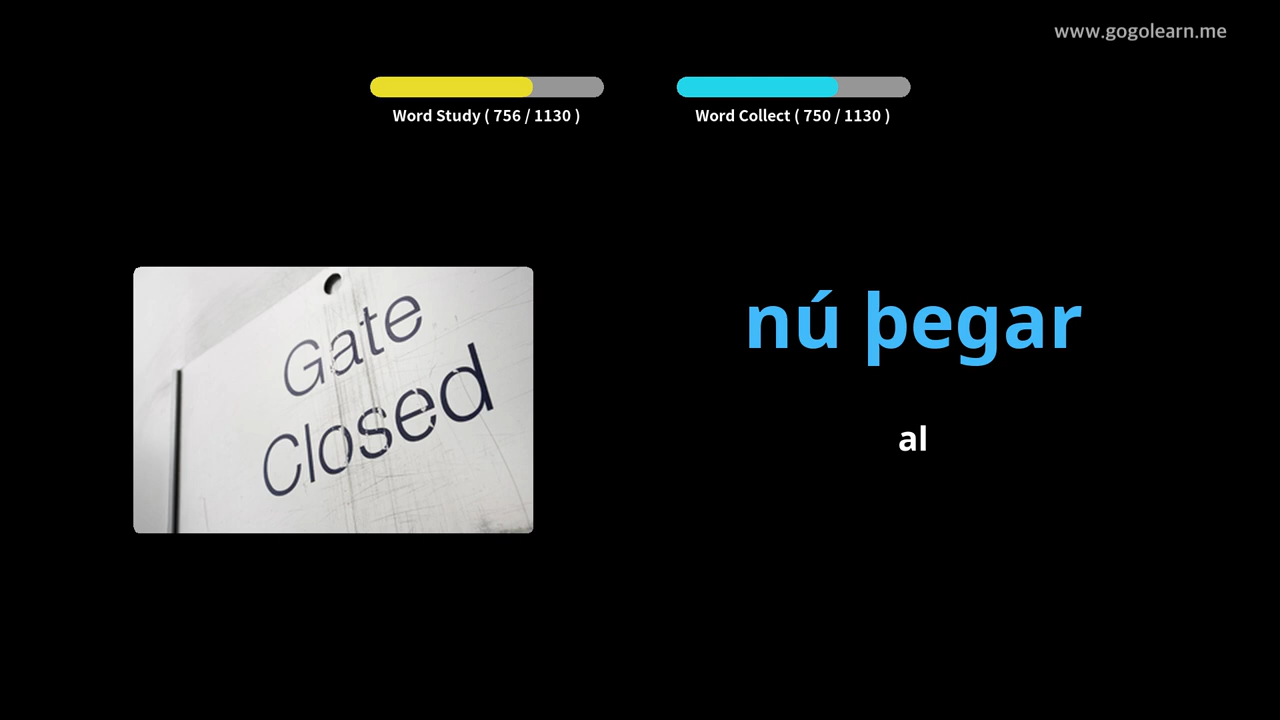 www.gogolearn.me
Word Study ( 756 / 1130 )
Word Collect ( 750 / 1130 )
Gate
Closed
nú þegar
al